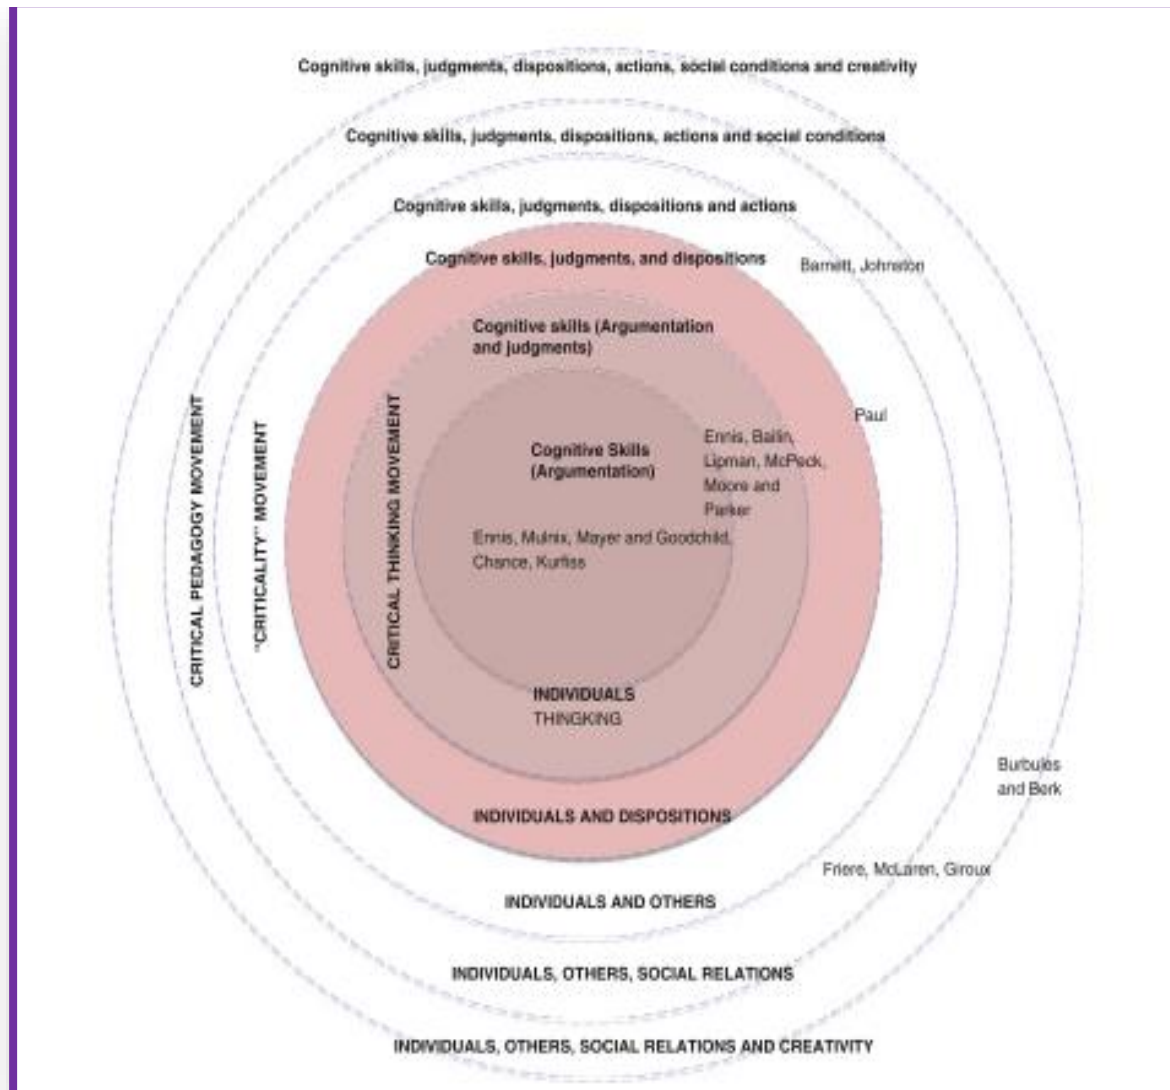 Cognitive skills, judgments, dispositions, actions, social conditions and creativity
Cognitive skills, judgments, dispositions, actions and social conditions
Cognitive skills, judgments, dispositions and actions
Cognitive skills, judgments, and dispositions
Barnett, Johnston
Cognitive skills (Argumentation
and judgments)
Paul
Ennis, Bailin,
Lipman, McPeck,
Moore and
Parker
Cognitive Skills
(Argumentation)
Ennis, Mulnix, Mayer and Goodchild,
Chance, Kurfiss
CRITICAL PEDAGOGY MOVEMENT
"CRITICALITY" MOVEMENT
CRITICAL THINKING MOVEMENT
INDIVIDUALS
THINGKING
Burbules
and Berk
INDIVIDUALS AND DISPOSITIONS
Friere, McLaren, Giroux
INDIVIDUALS AND OTHERS
INDIVIDUALS, OTHERS, SOCIAL RELATIONS
INDIVIDUALS, OTHERS, SOCIAL RELATIONS AND CREATIVITY